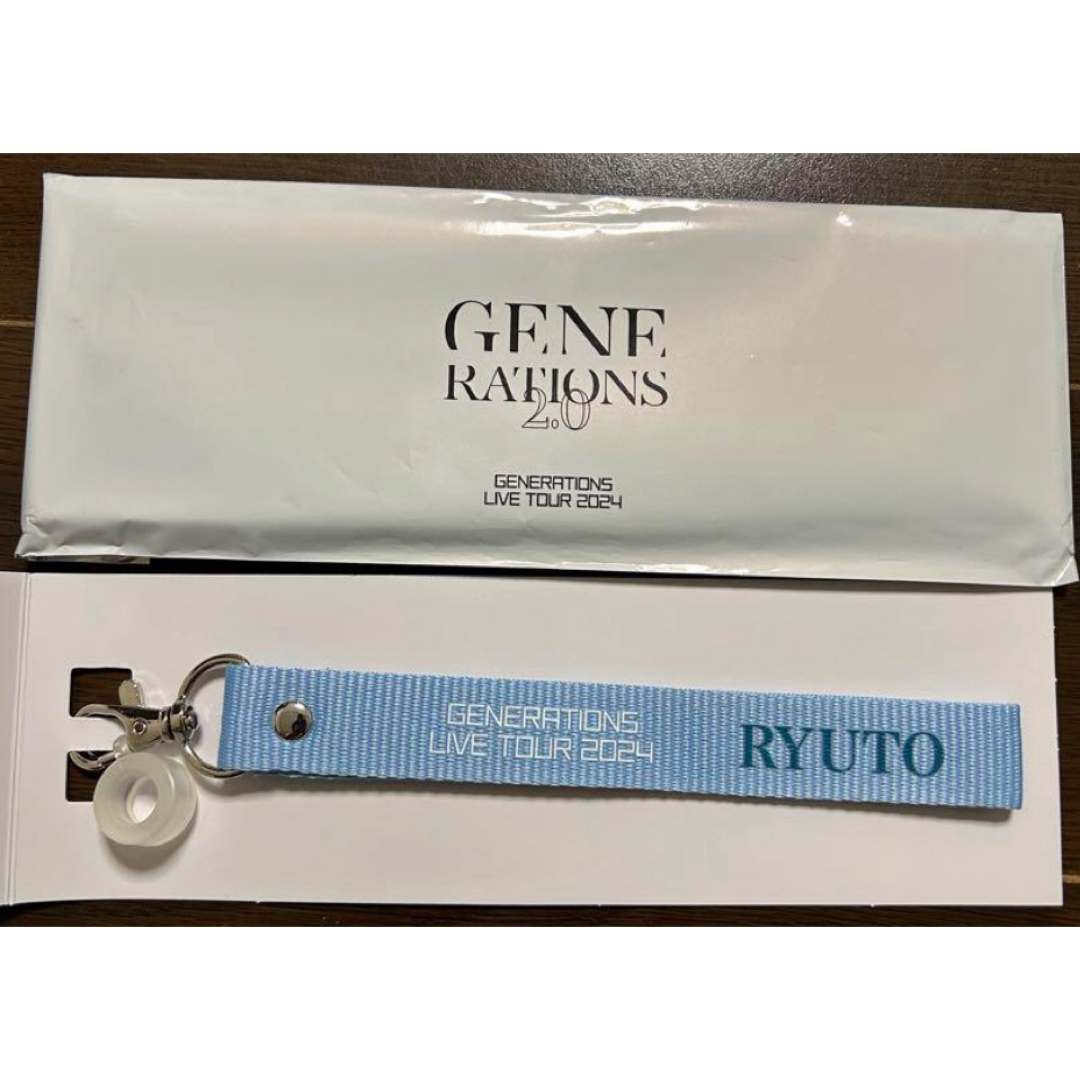 GENE
RATIONS
2.0
GENERATIONS
LIVE TOUR 2024
GENERATIONS
LIVE TOUR 2024
RYUTO